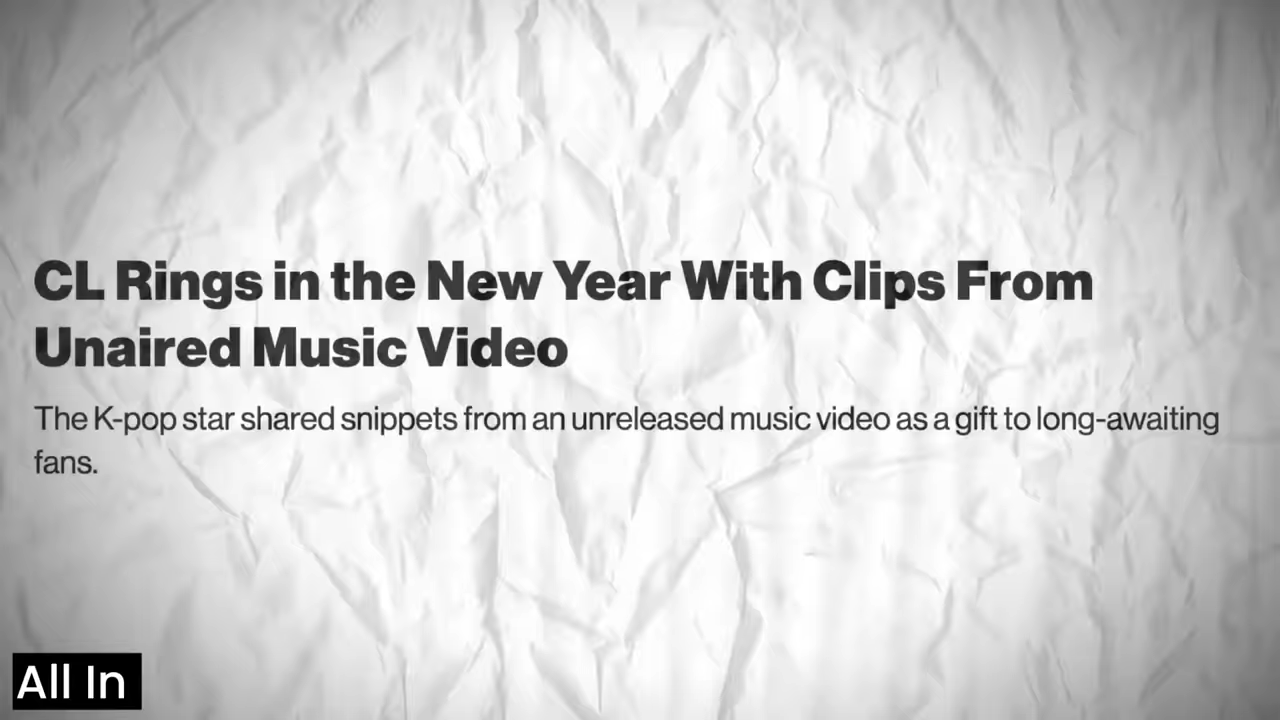 CL Rings in the New Year With Clips From
Unaired Music Video
The K-pop star shared snippets from an unreleased music video as a gift to long-awaiting
fans.
All In